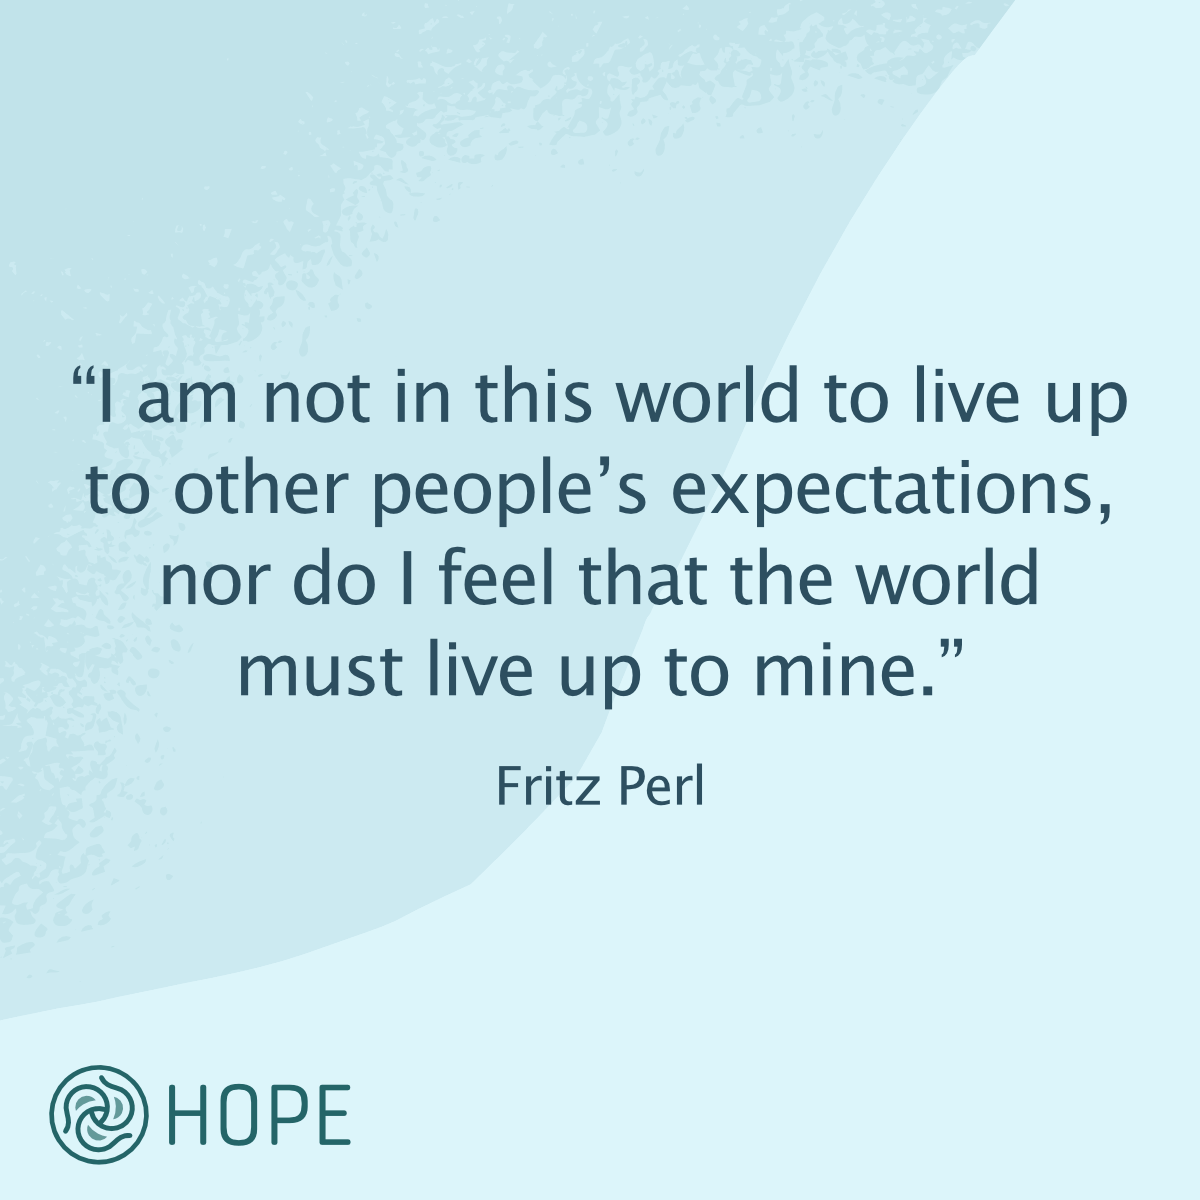 “I am not in this world to live up
to other people’s expectations,
nor do I feel that the world
must live up to mine.”
Fritz Perl
HOPE